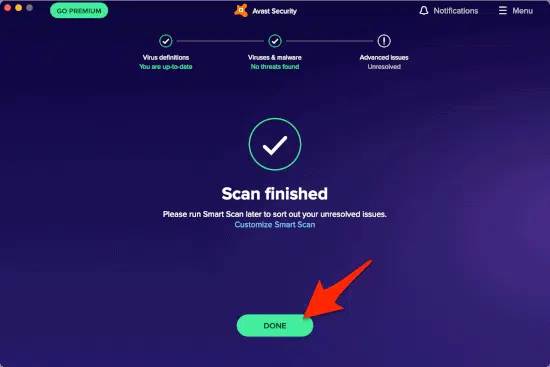 GO PREMIUM
Avast Security
Notifications
Menu
Virus definitions
You are up-to-date
Viruses & malware
No threats found
Advanced issues
Unresolved
Scan finished
Please run Smart Scan later to sort out your unresolved issues.
Customize Smart Scan
DONE